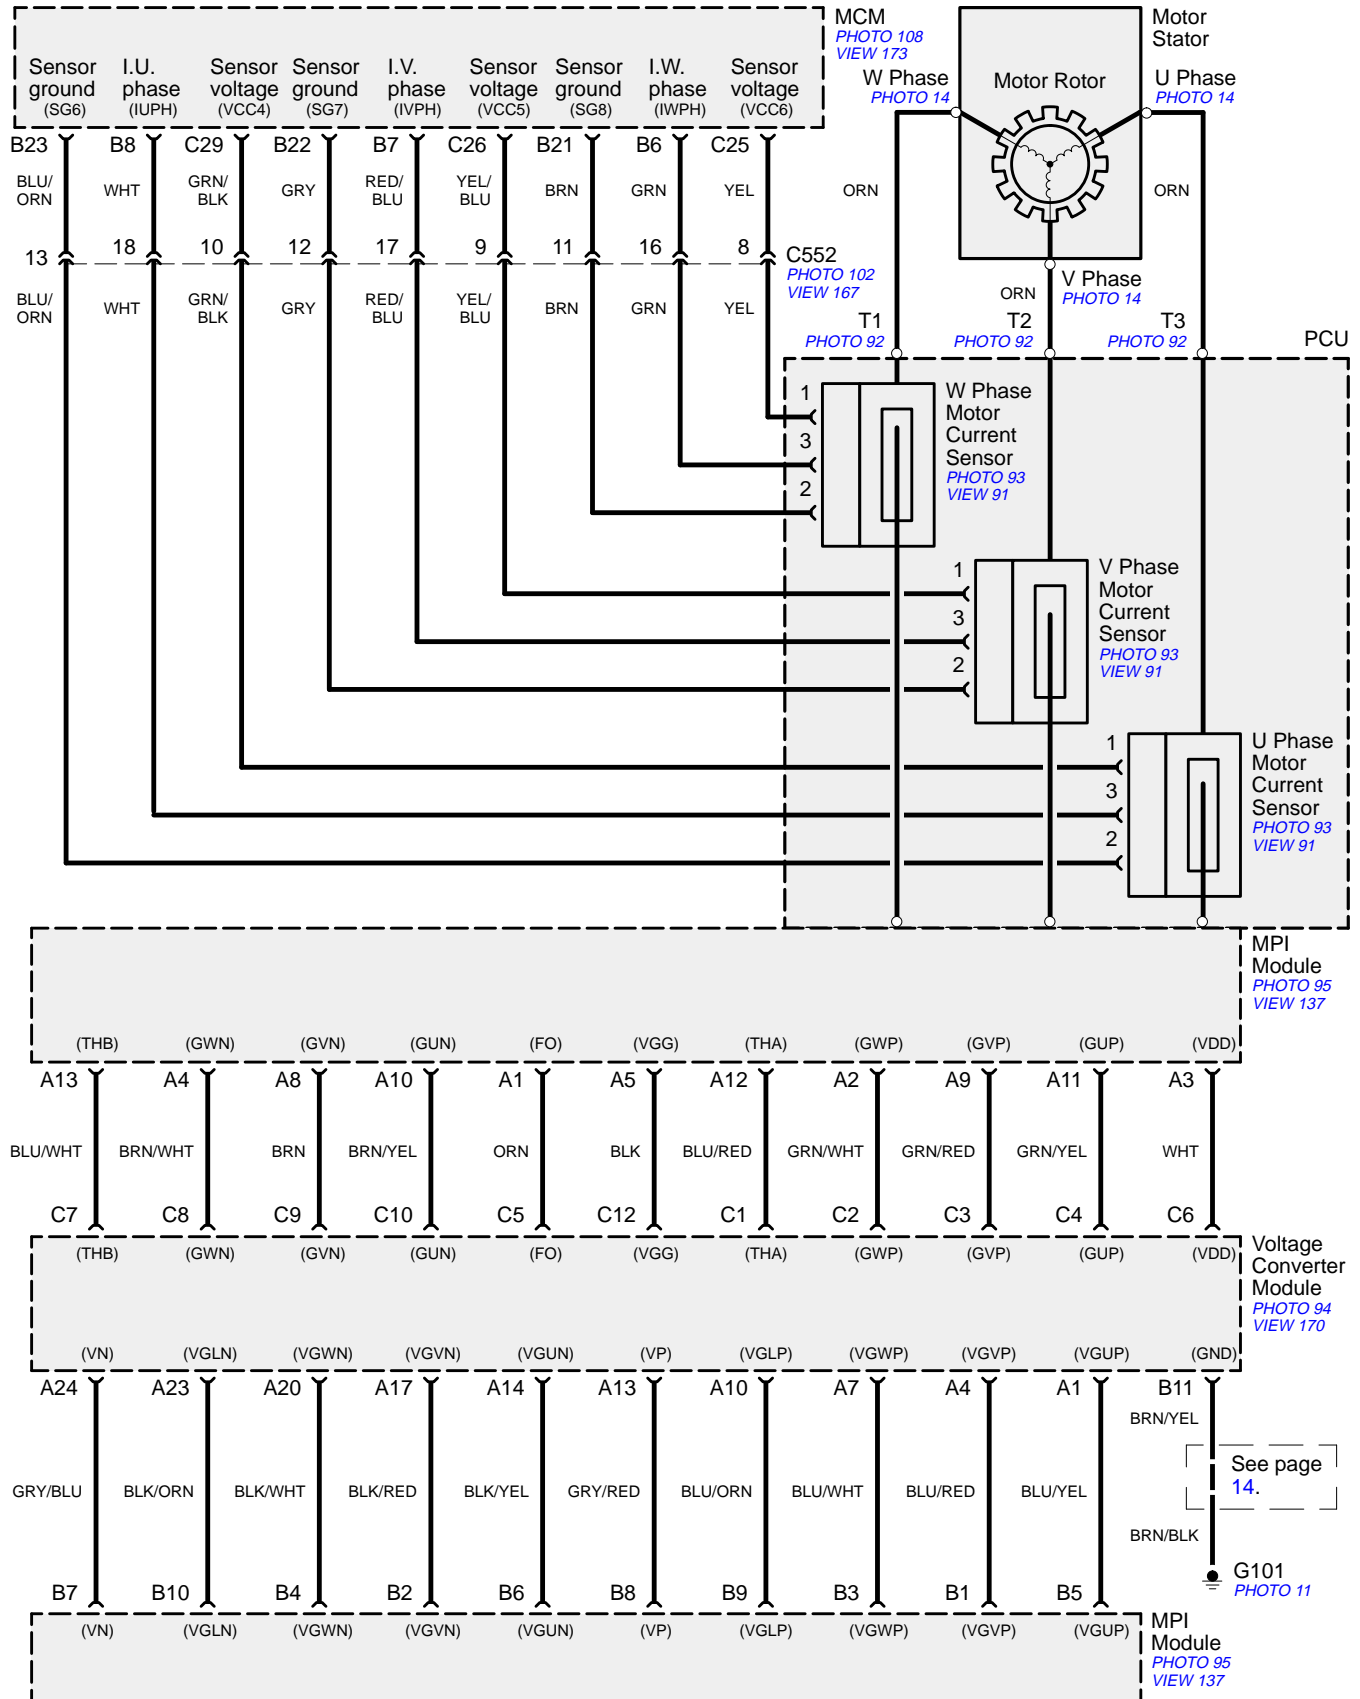 MCM
PHOTO 108
VIEW 173
Motor
Stator
Sensor
ground
(SG6)
I.U.
phase
(IUPH)
Sensor
voltage
(VCC4)
Sensor
ground
(SG7)
I.V.
phase
(IVPH)
Sensor
voltage
(VCC5)
Sensor
ground
(SG8)
I.W.
phase
(IWPH)
Sensor
voltage
(VCC6)
W Phase
PHOTO 14
Motor Rotor
U Phase
PHOTO 14
B23 B8 C29 B22 B7 C26 B21 B6 C25
BLU/
ORN
WHT
GRN/
BLK
GRY
RED/
BLU
YEL/
BLU
BRN
GRN
YEL
ORN
ORN
13 18 10 12 17 9 11 16 8
C552
PHOTO 102
VIEW 167
BLU/
ORN
WHT
GRN/
BLK
GRY
RED/
BLU
YEL/
BLU
BRN
GRN
YEL
ORN
V Phase
PHOTO 14
T1
PHOTO 92
T2
PHOTO 92
T3
PHOTO 92
PCU
1
3
2
W Phase
Motor
Current
Sensor
PHOTO 93
VIEW 91
1
3
2
V Phase
Motor
Current
Sensor
PHOTO 93
VIEW 91
1
3
2
U Phase
Motor
Current
Sensor
PHOTO 93
VIEW 91
MPI
Module
PHOTO 95
VIEW 137
(THB) (GWN) (GVN) (GUN) (FO) (VGG) (THA) (GWP) (GVP) (GUP) (VDD)
A13 A4 A8 A10 A1 A5 A12 A2 A9 A11 A3
BLU/WHT BRN/WHT BRN BRN/YEL ORN BLK BLU/RED GRN/WHT GRN/RED GRN/YEL WHT
C7 C8 C9 C10 C5 C12 C1 C2 C3 C4 C6
(THB) (GWN) (GVN) (GUN) (FO) (VGG) (THA) (GWP) (GVP) (GUP) (VDD)
Voltage
Converter
Module
PHOTO 94
VIEW 170
(VN) (VGLN) (VGWN) (VGVN) (VGUN) (VP) (VGLP) (VGWP) (VGVP) (VGUP) (GND)
A24 A23 A20 A17 A14 A13 A10 A7 A4 A1 B11
BRN/YEL
See page
14.
GRY/BLU BLK/ORN BLK/WHT BLK/RED BLK/YEL GRY/RED BLU/ORN BLU/WHT BLU/RED BLU/YEL
BRN/BLK
G101
PHOTO 11
B7 B10 B4 B2 B6 B8 B9 B3 B1 B5
(VN) (VGLN) (VGWN) (VGVN) (VGUN) (VP) (VGLP) (VGWP) (VGVP) (VGUP)
MPI
Module
PHOTO 95
VIEW 137